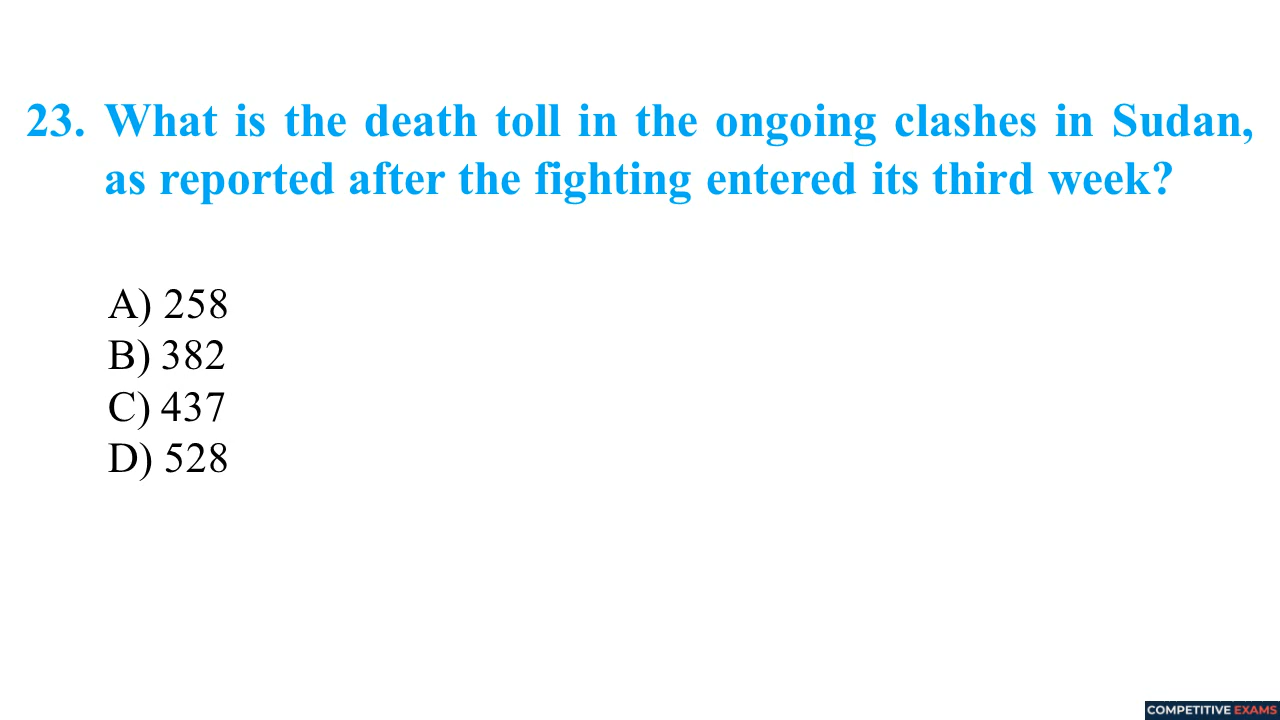 23. What is the death toll in the ongoing clashes in Sudan,
as reported after the fighting entered its third week?
A) 258
B) 382
C) 437
D) 528
COMPETITIVE EXAMS